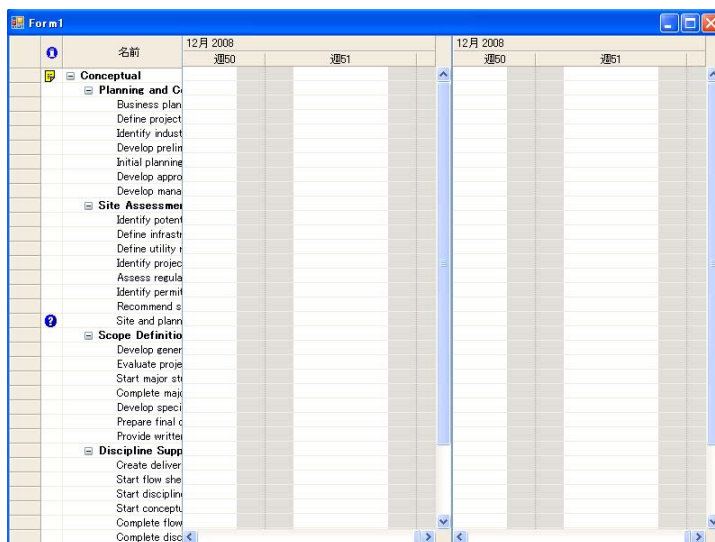 Form1
名前
12月 2008
週50
週51
12月 2008
週50
週51
Conceptual
Planning and C
Business plan
Define project
Identify indust
Develop prelin
Initial planning
Develop appro
Develop mana
Site Assessmer
Identify potent
Define infrastr
Define utility r
Identify projec
Assess regula
Identify permit
Recommend s
Site and plann
Scope Definitio
Develop gener
Evaluate proje
Start major st
Complete majo
Develop speci
Prepare final c
Provide writte
Discipline Supp
Create deliver
Start flow she
Start disciplin
Start conceptu
Complete flow
Complete disc